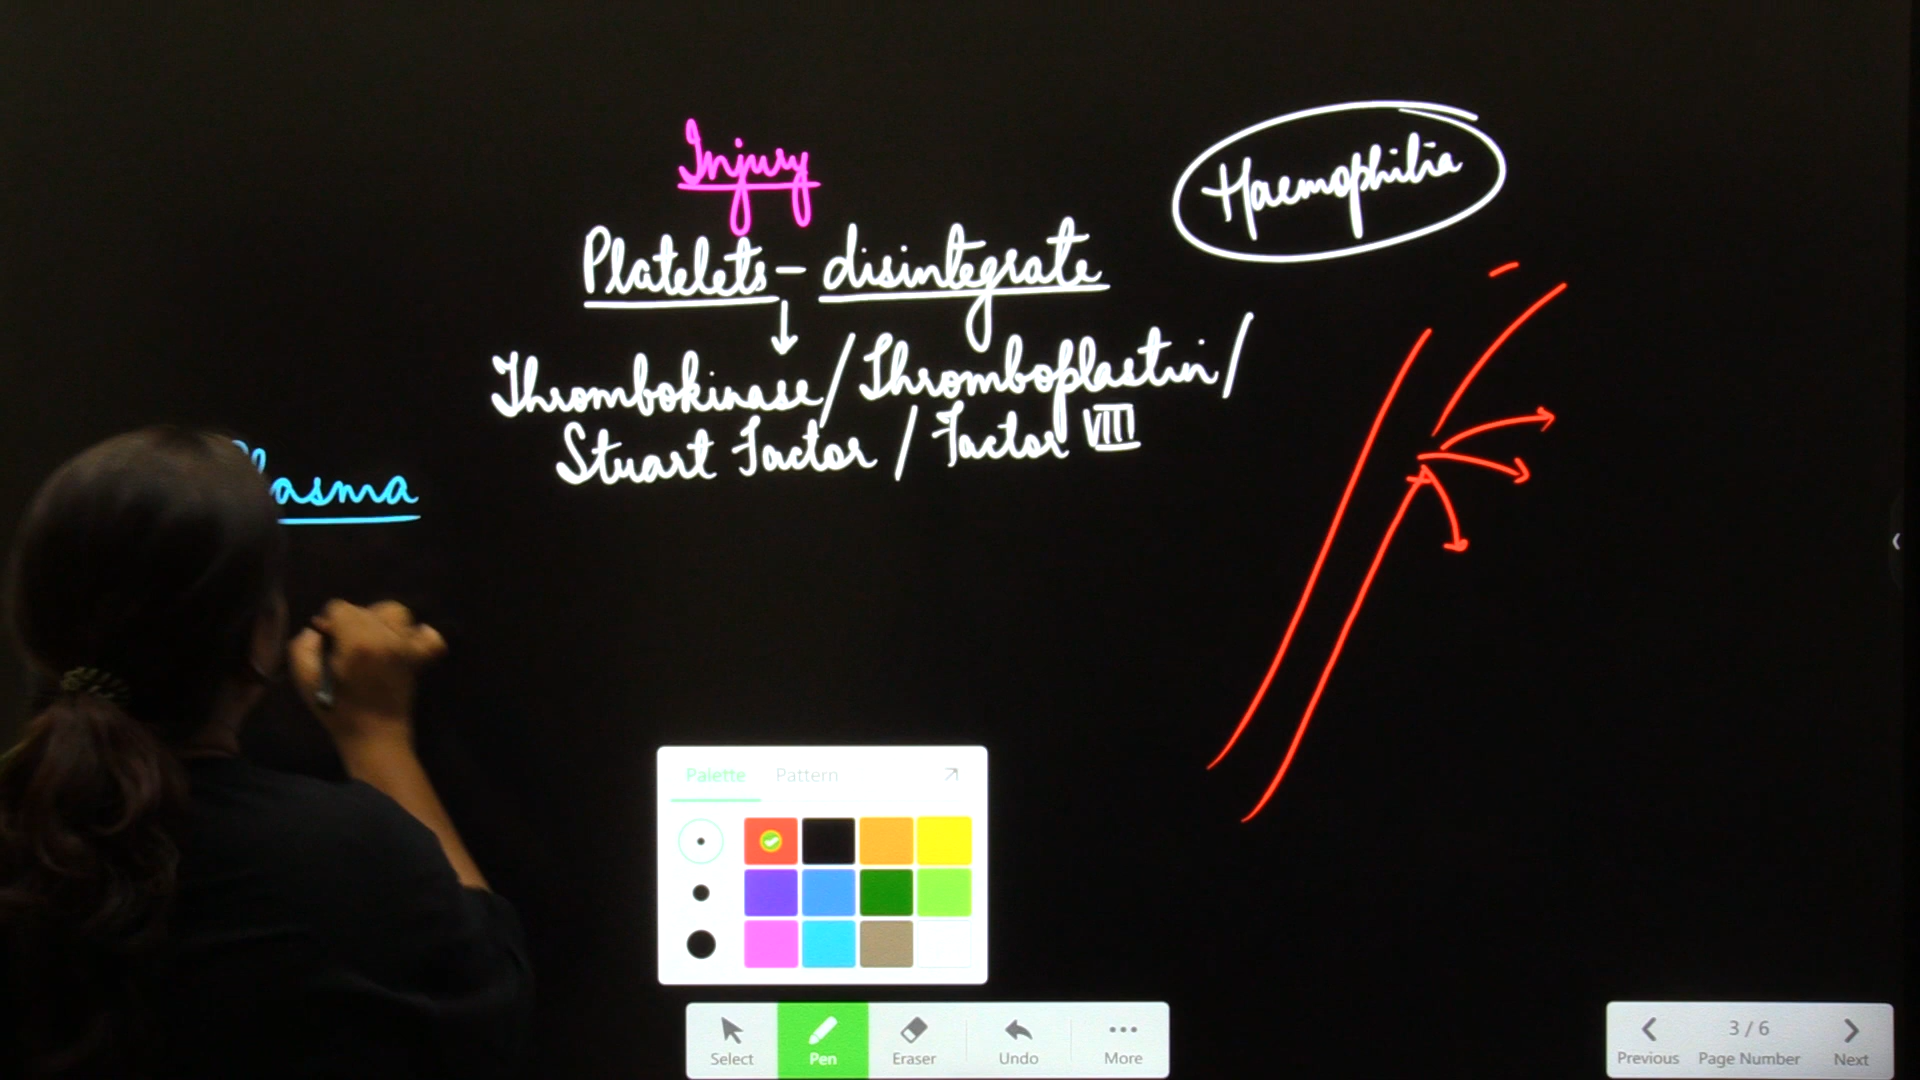 Injury
Haemophilia
Platelets - disintegrate
Thrombokinase/Thromboplastin/
Stuart Factor / Factor VIII
lasma
Palette Pattern
Select Pen Eraser Undo More
3 / 6
Previous Page Number Next